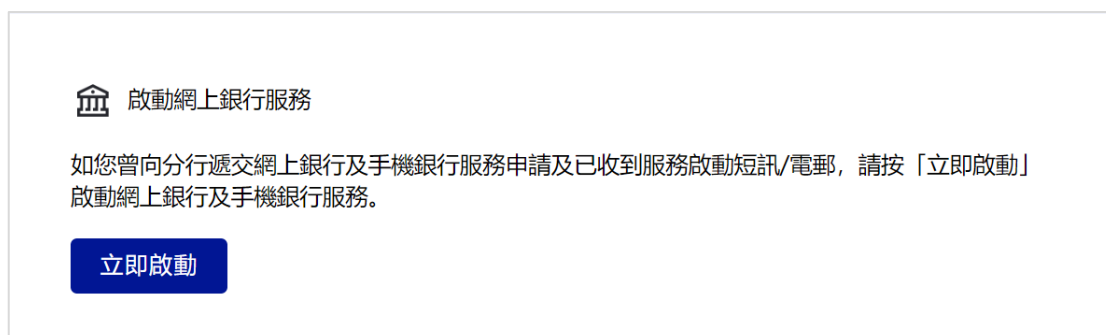 啟動網上銀行服務
如您曾向分行遞交網上銀行及手機銀行服務申請及已收到服務啟動短訊/電郵，請按「立即啟動」
啟動網上銀行及手機銀行服務。
立即啟動